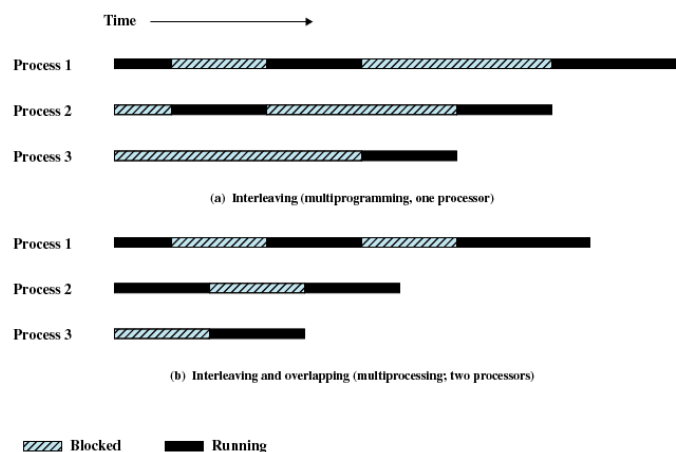 Time
Process 1
Process 2
Process 3
(a) Interleaving (multiprogramming, one processor)
Process 1
Process 2
Process 3
(b) Interleaving and overlapping (multiprocessing; two processors)
Blocked Running